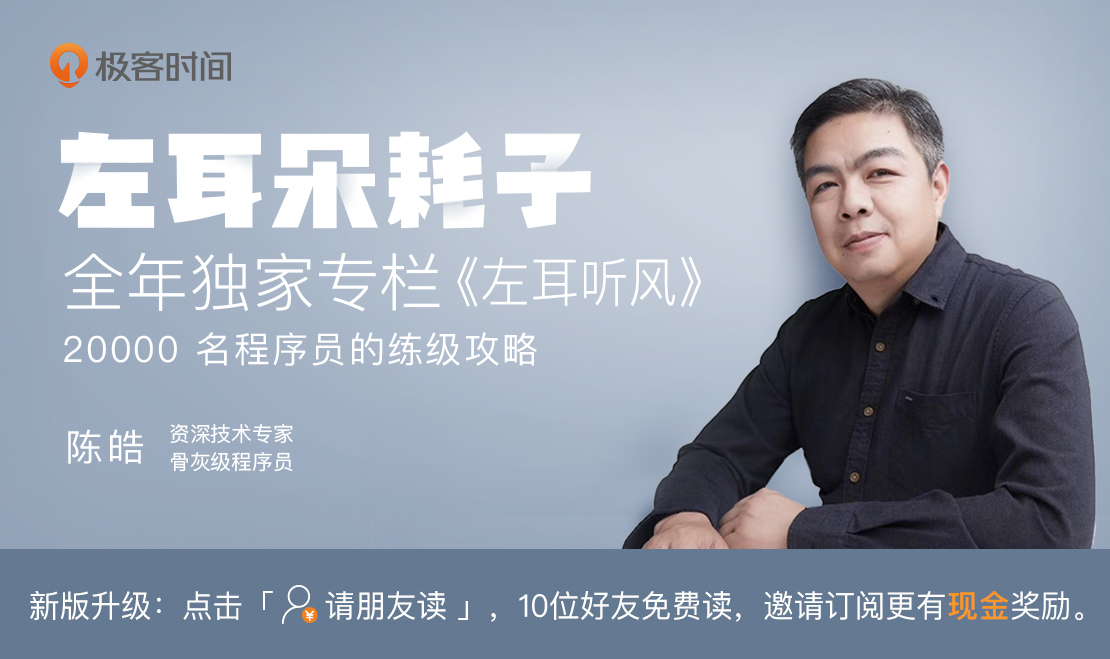 极客时间
左耳朵耗子
全年独家专栏《左耳听风》
20000 名程序员的练级攻略
陈皓
资深技术专家
骨灰级程序员
新版升级：点击「 ¥ 请朋友读 」，10位好友免费读，邀请订阅更有现金奖励。